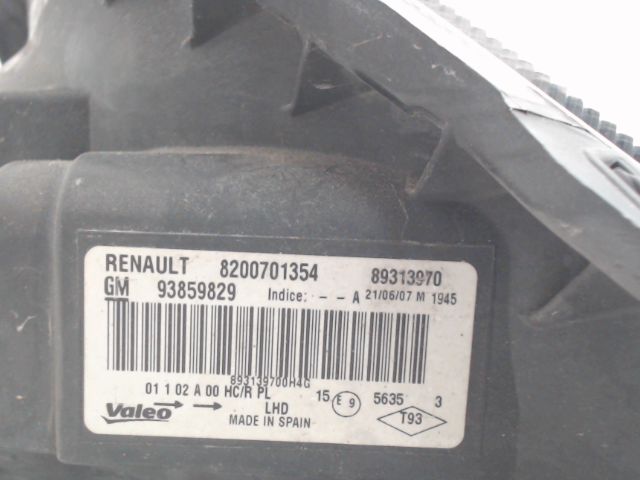 RENAULT 8200701354 89313970
GM 93859829 Indice: - - A 21/06/07 M 1945
893139700H4G
01 1 02 A 00 HC/R PL 15 E 9 5635 3
Valeo LHD T93
MADE IN SPAIN